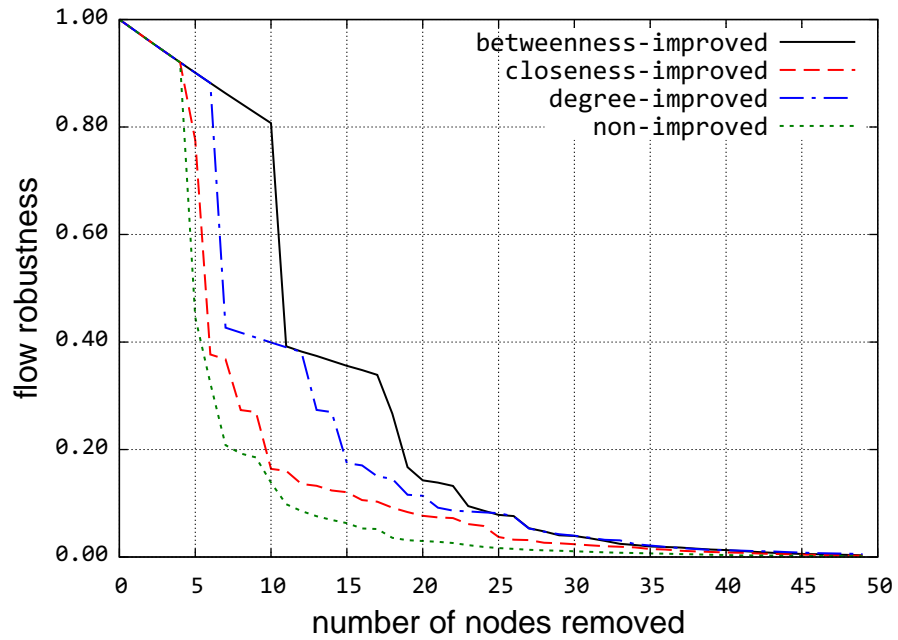 1.00
betweenness-improved
closeness-improved
degree-improved
non-improved
0.80
0.60
0.40
0.20
0.00
flow robustness
0 5 10 15 20 25 30 35 40 45 50
number of nodes removed